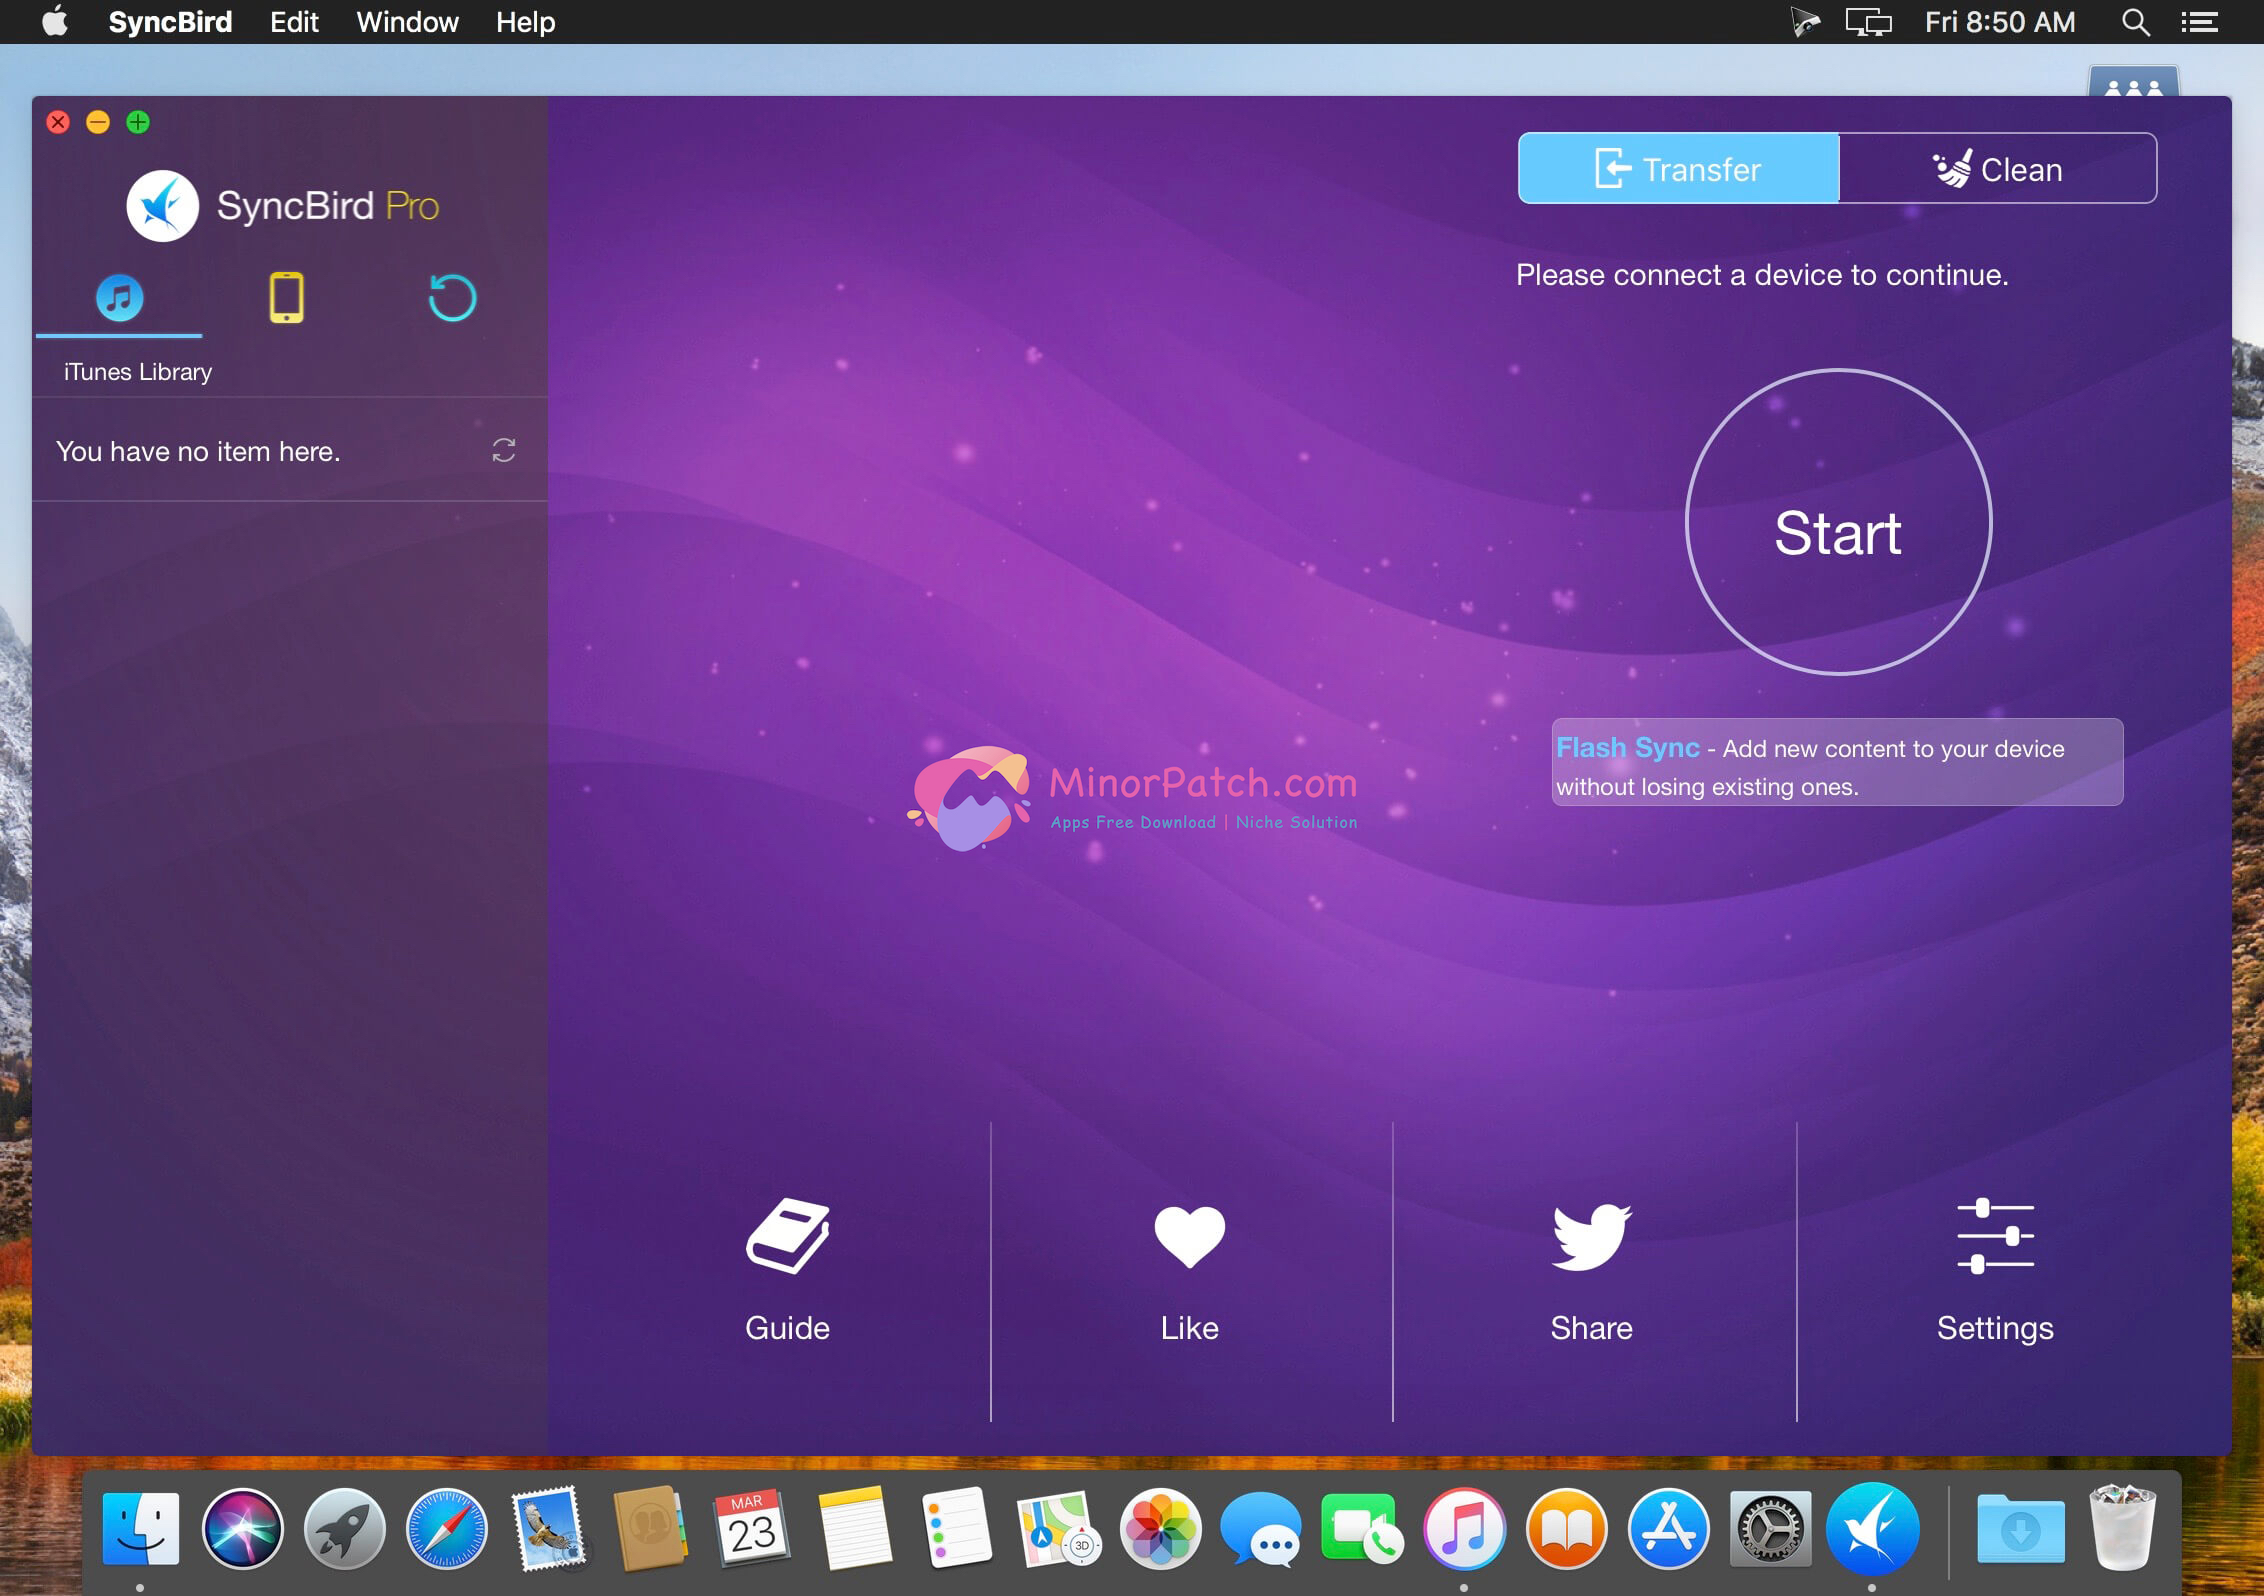 SyncBird Edit Window Help
Fri 8:50 AM
SyncBird Pro
iTunes Library
You have no item here.
Transfer
Clean
Please connect a device to continue.
Start
Flash Sync - Add new content to your device
without losing existing ones.
MinorPatch.com
Apps Free Download | Niche Solution
Guide
Like
Share
Settings
MAR
23
3D